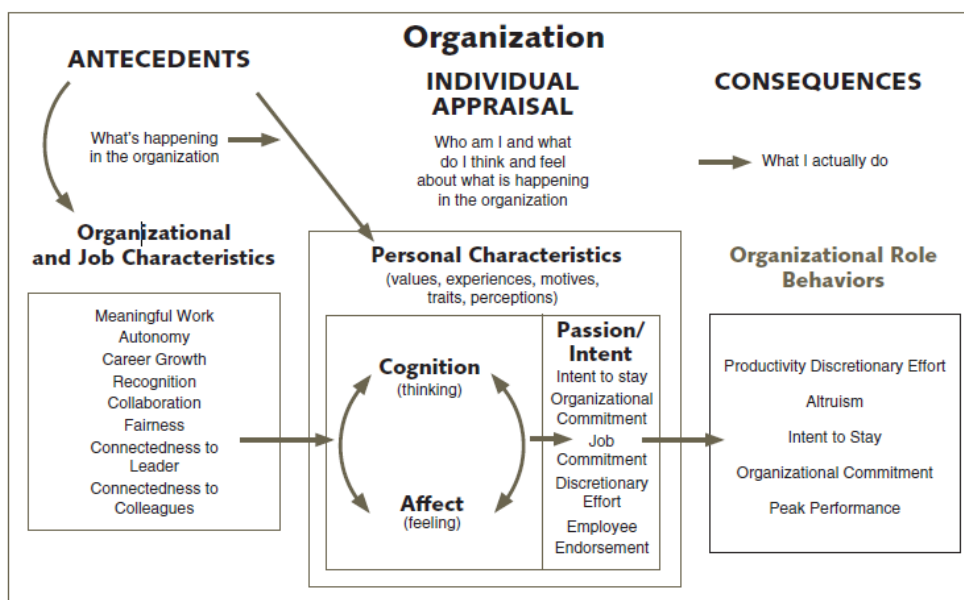 Organization
ANTECEDENTS
INDIVIDUAL
APPRAISAL
CONSEQUENCES
What's happening
in the organization
Who am I and what
do I think and feel
about what is happening
in the organization
What I actually do
Organizational
and Job Characteristics
Meaningful Work
Autonomy
Career Growth
Recognition
Collaboration
Fairness
Connectedness to
Leader
Connectedness to
Colleagues
Personal Characteristics
(values, experiences, motives,
traits, perceptions)
Cognition
(thinking)
Affect
(feeling)
Passion/
Intent
Intent to stay
Organizational
Commitment
Job
Commitment
Discretionary
Effort
Employee
Endorsement
Organizational Role
Behaviors
Productivity Discretionary Effort
Altruism
Intent to Stay
Organizational Commitment
Peak Performance